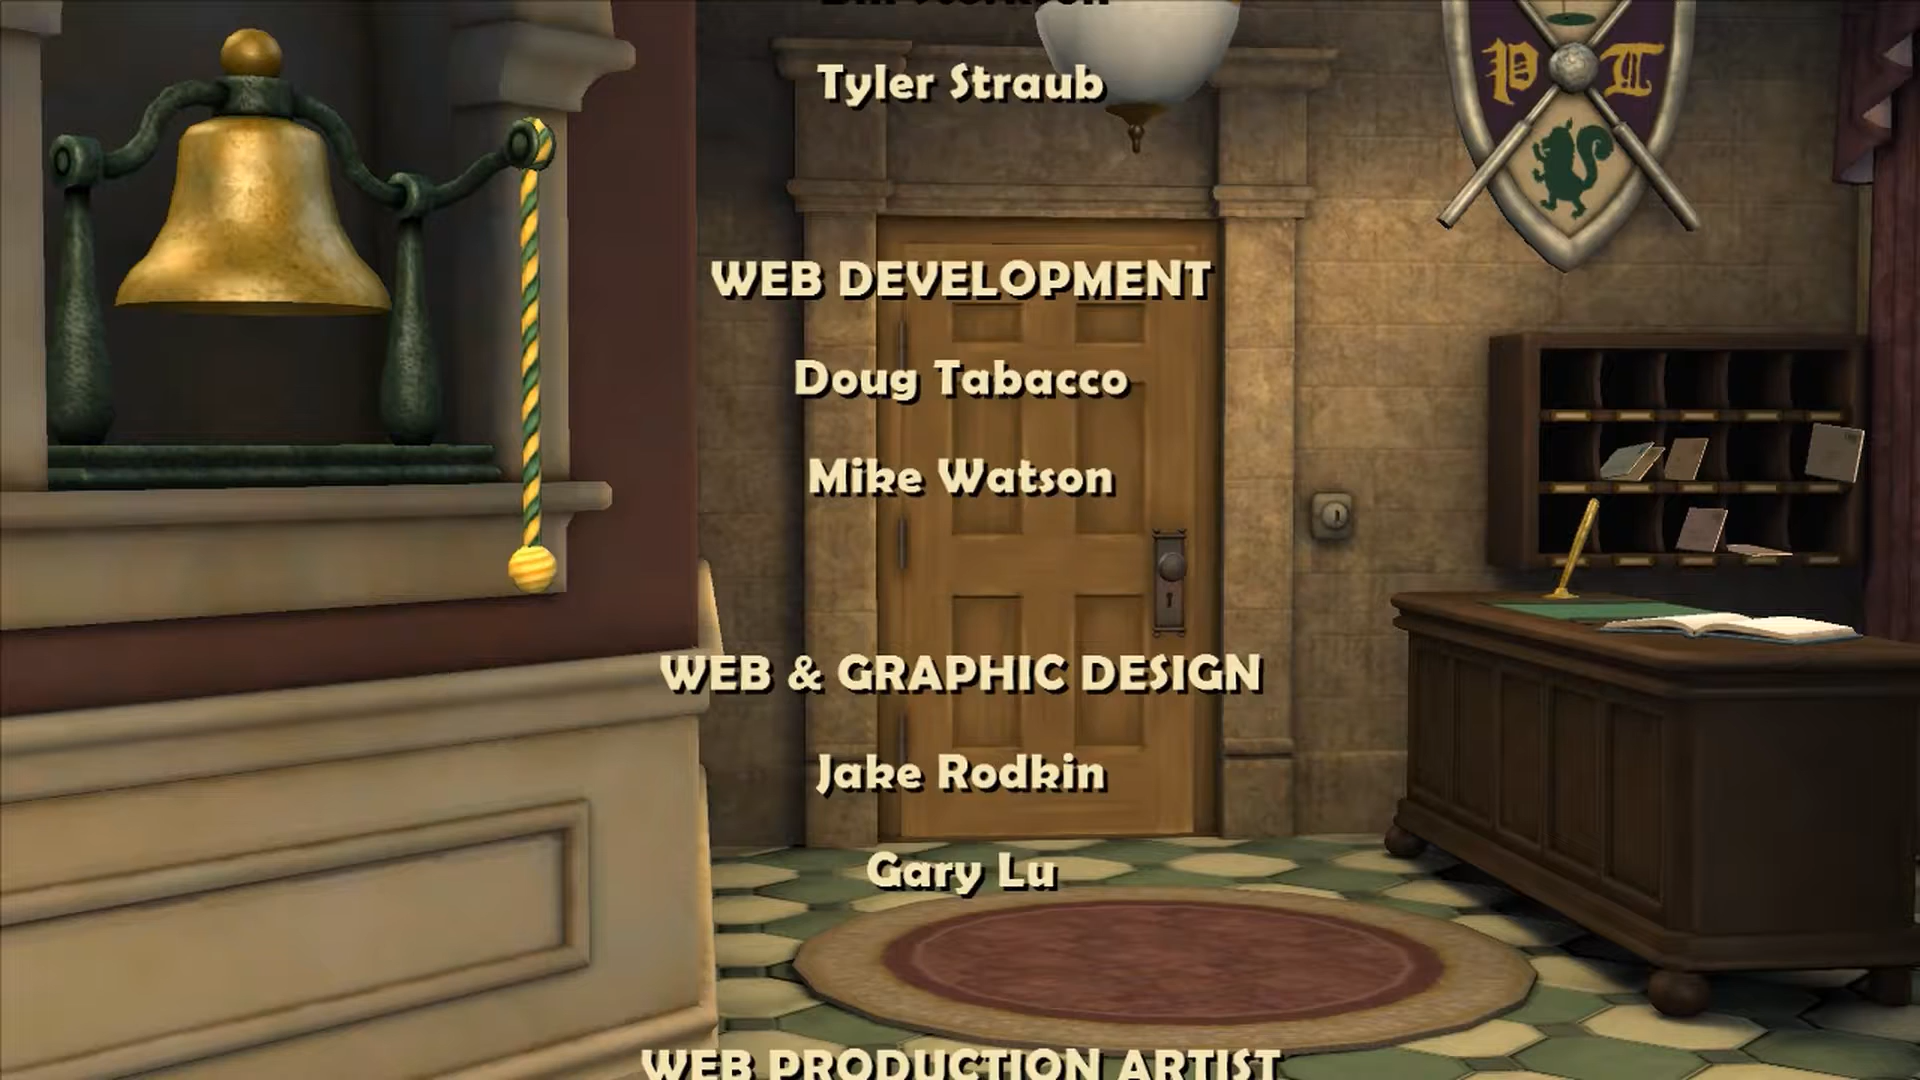 Tyler Straub
P T
WEB DEVELOPMENT
Doug Tabacco
Mike Watson
WEB & GRAPHIC DESIGN
Jake Rodkin
Gary Lu
WEB PRODUCTION ARTIST